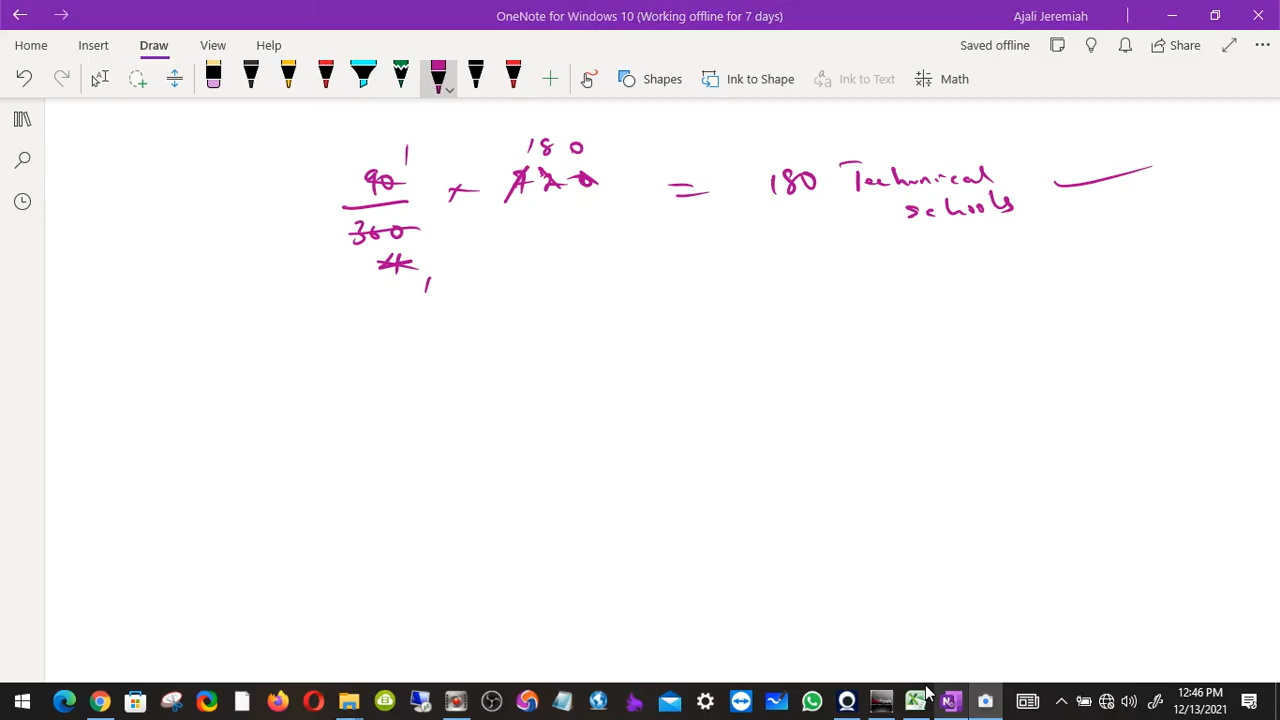 OneNote for Windows 10 (Working offline for 7 days)
Ajali Jeremiah
Home Insert Draw View Help
Saved offline
Share
Shapes
Ink to Shape
Ink to Text
Math
1 180
90 × 720 = 180 Technical
schools
360
4
1
12:46 PM
12/13/2021